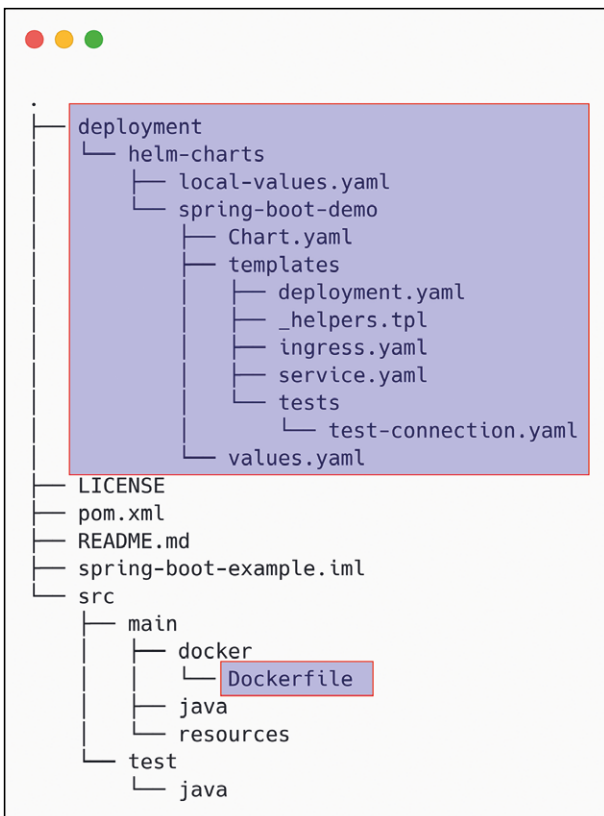 .
├── deployment
│   └── helm-charts
│       ├── local-values.yaml
│       └── spring-boot-demo
│           ├── Chart.yaml
│           ├── templates
│           │   ├── deployment.yaml
│           │   ├── _helpers.tpl
│           │   ├── ingress.yaml
│           │   ├── service.yaml
│           │   └── tests
│           │       └── test-connection.yaml
│           └── values.yaml
├── LICENSE
├── pom.xml
├── README.md
├── spring-boot-example.iml
└── src
    ├── main
    │   ├── docker
    │   │   └── Dockerfile
    │   ├── java
    │   └── resources
    └── test
        └── java